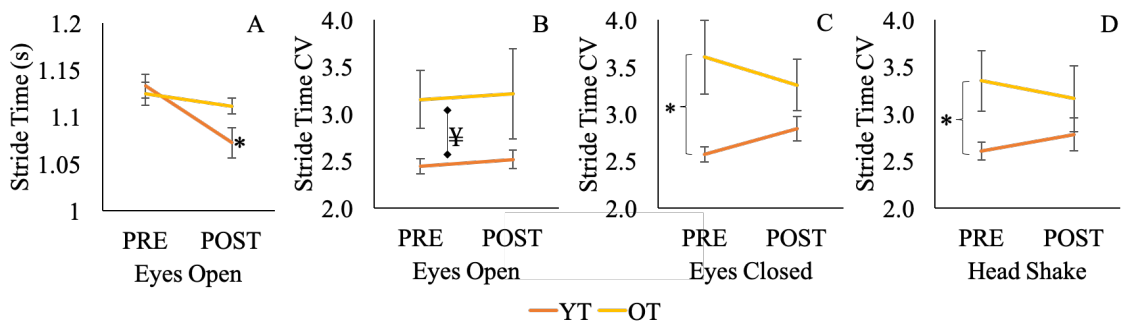 A
Stride Time (s)
1.2
1.15
1.1
1.05
1
*
PRE POST
Eyes Open
B
Stride Time CV
4.0
3.5
3.0
2.5
2.0
¥
PRE POST
Eyes Open
C
Stride Time CV
4.0
3.5
3.0
2.5
2.0
*
PRE POST
Eyes Closed
D
Stride Time CV
4.0
3.5
3.0
2.5
2.0
*
PRE POST
Head Shake
YT OT